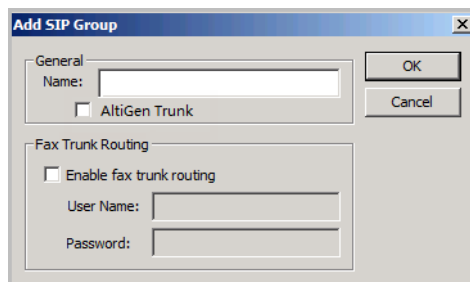 Add SIP Group
General
Name:
AltiGen Trunk
OK
Cancel
Fax Trunk Routing
Enable fax trunk routing
User Name:
Password: